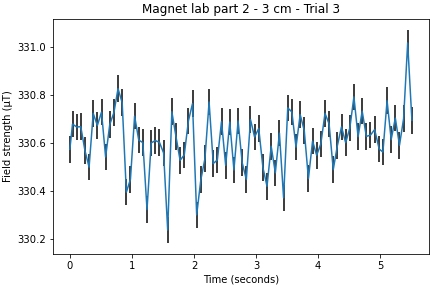 Magnet lab part 2 - 3 cm - Trial 3
Field strength (μT)
331.0
330.8
330.6
330.4
330.2
0 1 2 3 4 5
Time (seconds)